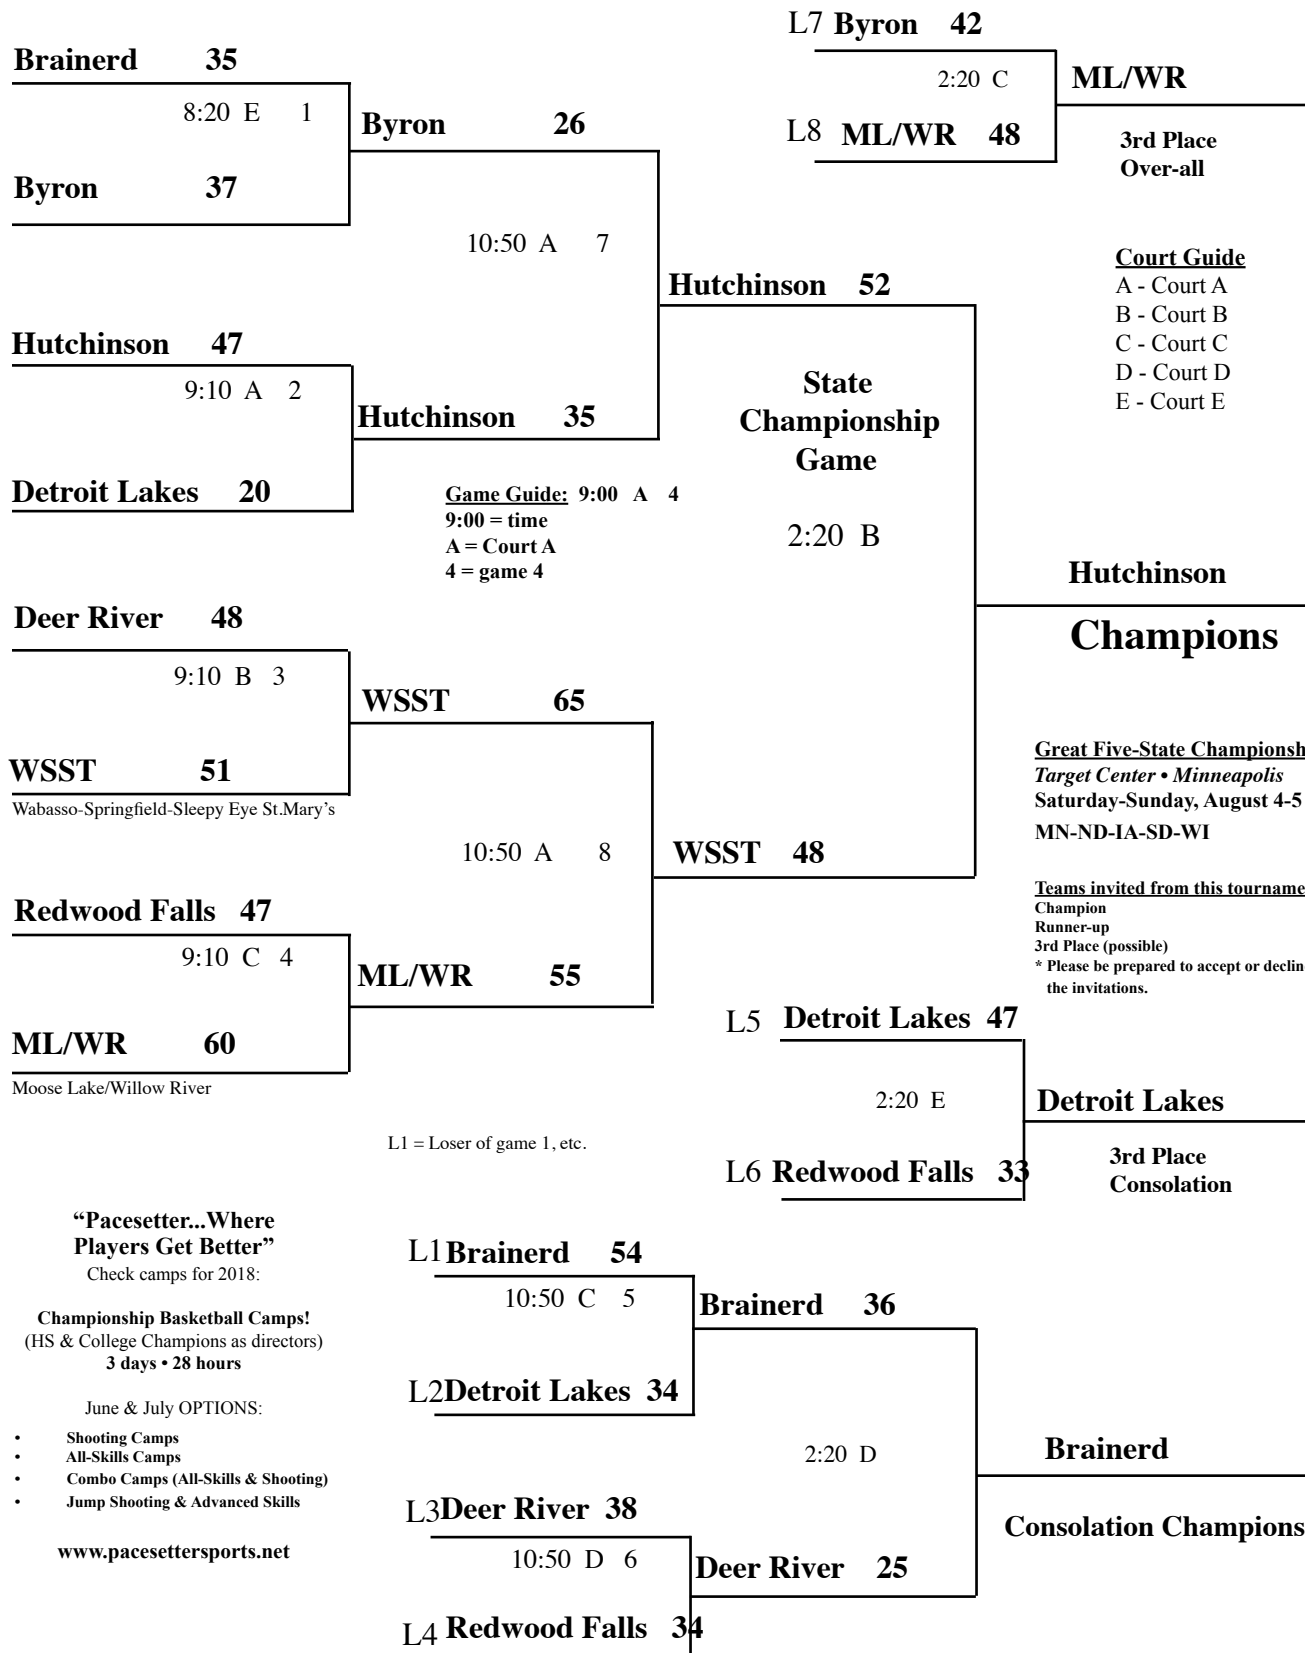 L7 Byron 42
Brainerd 35
2:20 C
ML/WR
8:20 E 1
Byron 26
L8 ML/WR 48
3rd Place
Over-all
Byron 37
10:50 A 7
Court Guide
A - Court A
B - Court B
C - Court C
D - Court D
E - Court E
Hutchinson 52
Hutchinson 47
9:10 A 2
Hutchinson 35
State
Championship
Game
2:20 B
Detroit Lakes 20
Game Guide: 9:00 A 4
9:00 = time
A = Court A
4 = game 4
Hutchinson
Champions
Deer River 48
9:10 B 3
WSST 65
WSST 51
Wabasso-Springfield-Sleepy Eye St.Mary's
Great Five-State Championsh
Target Center • Minneapolis
Saturday-Sunday, August 4-5
MN-ND-IA-SD-WI
10:50 A 8
WSST 48
Teams invited from this tourname
Champion
Runner-up
3rd Place (possible)
* Please be prepared to accept or declin
the invitations.
Redwood Falls 47
9:10 C 4
ML/WR 55
ML/WR 60
Moose Lake/Willow River
L5 Detroit Lakes 47
2:20 E
Detroit Lakes
L1 = Loser of game 1, etc.
L6 Redwood Falls 33
3rd Place
Consolation
“Pacesetter...Where
Players Get Better”
Check camps for 2018:
Championship Basketball Camps!
(HS & College Champions as directors)
3 days • 28 hours
June & July OPTIONS:
• Shooting Camps
• All-Skills Camps
• Combo Camps (All-Skills & Shooting)
• Jump Shooting & Advanced Skills
www.pacesettersports.net
L1 Brainerd 54
10:50 C 5
Brainerd 36
L2 Detroit Lakes 34
2:20 D
Brainerd
Consolation Champions
L3 Deer River 38
10:50 D 6
Deer River 25
L4 Redwood Falls 34